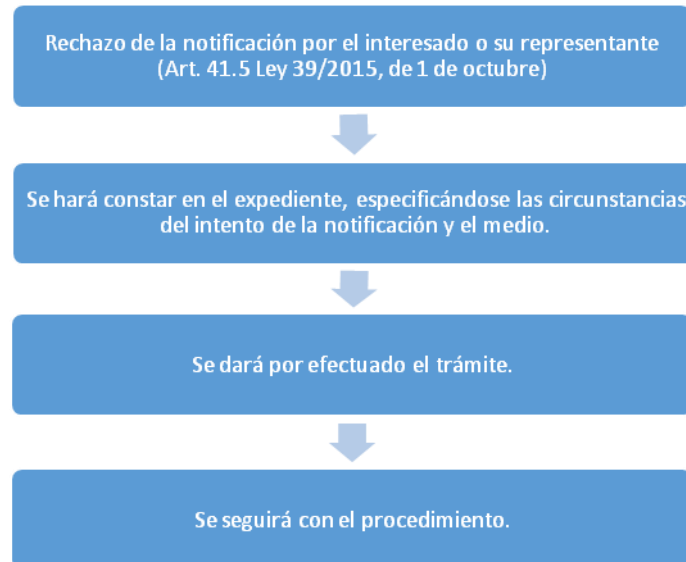 Rechazo de la notificación por el interesado o su representante
(Art. 41.5 Ley 39/2015, de 1 de octubre)
Se hará constar en el expediente, especificándose las circunstancias
del intento de la notificación y el medio.
Se dará por efectuado el trámite.
Se seguirá con el procedimiento.